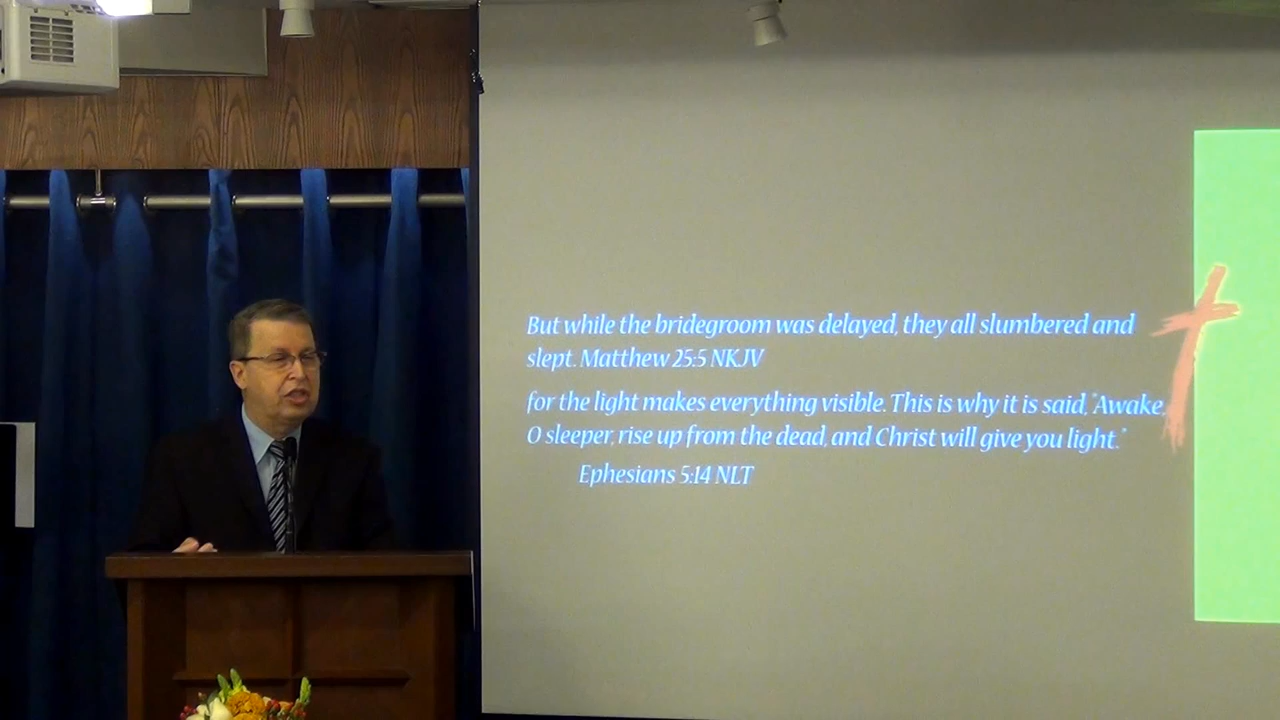 But while the bridegroom was delayed, they all slumbered and
slept. Matthew 25:5 NKJV
for the light makes everything visible. This is why it is said, "Awake,
O sleeper, rise up from the dead, and Christ will give you light."
Ephesians 5:14 NLT